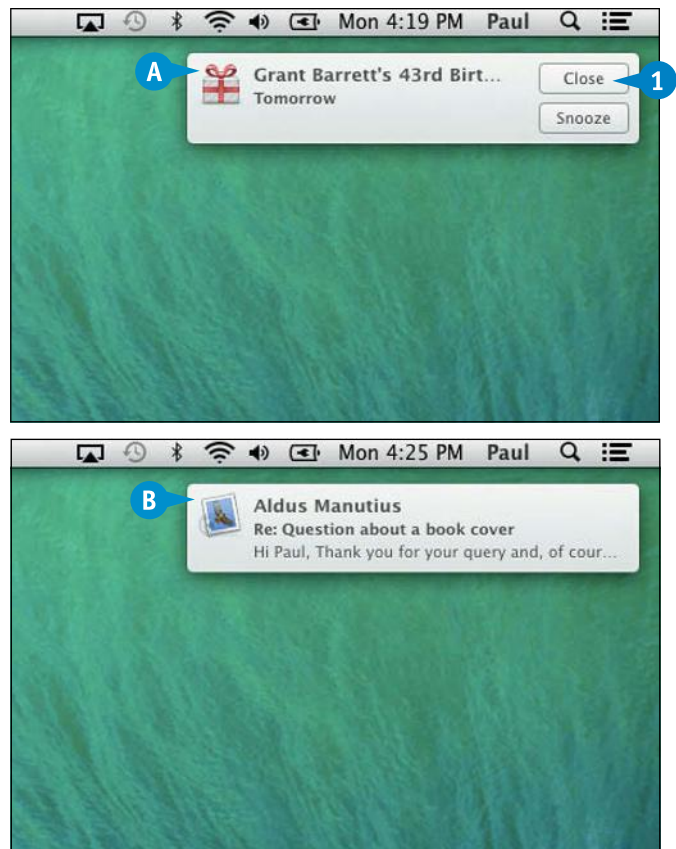 Mon 4:19 PM Paul
A
Grant Barrett's 43rd Birt...
Close
1
Tomorrow
Snooze
Mon 4:25 PM Paul
B
Aldus Manutius
Re: Question about a book cover
Hi Paul, Thank you for your query and, of cour...